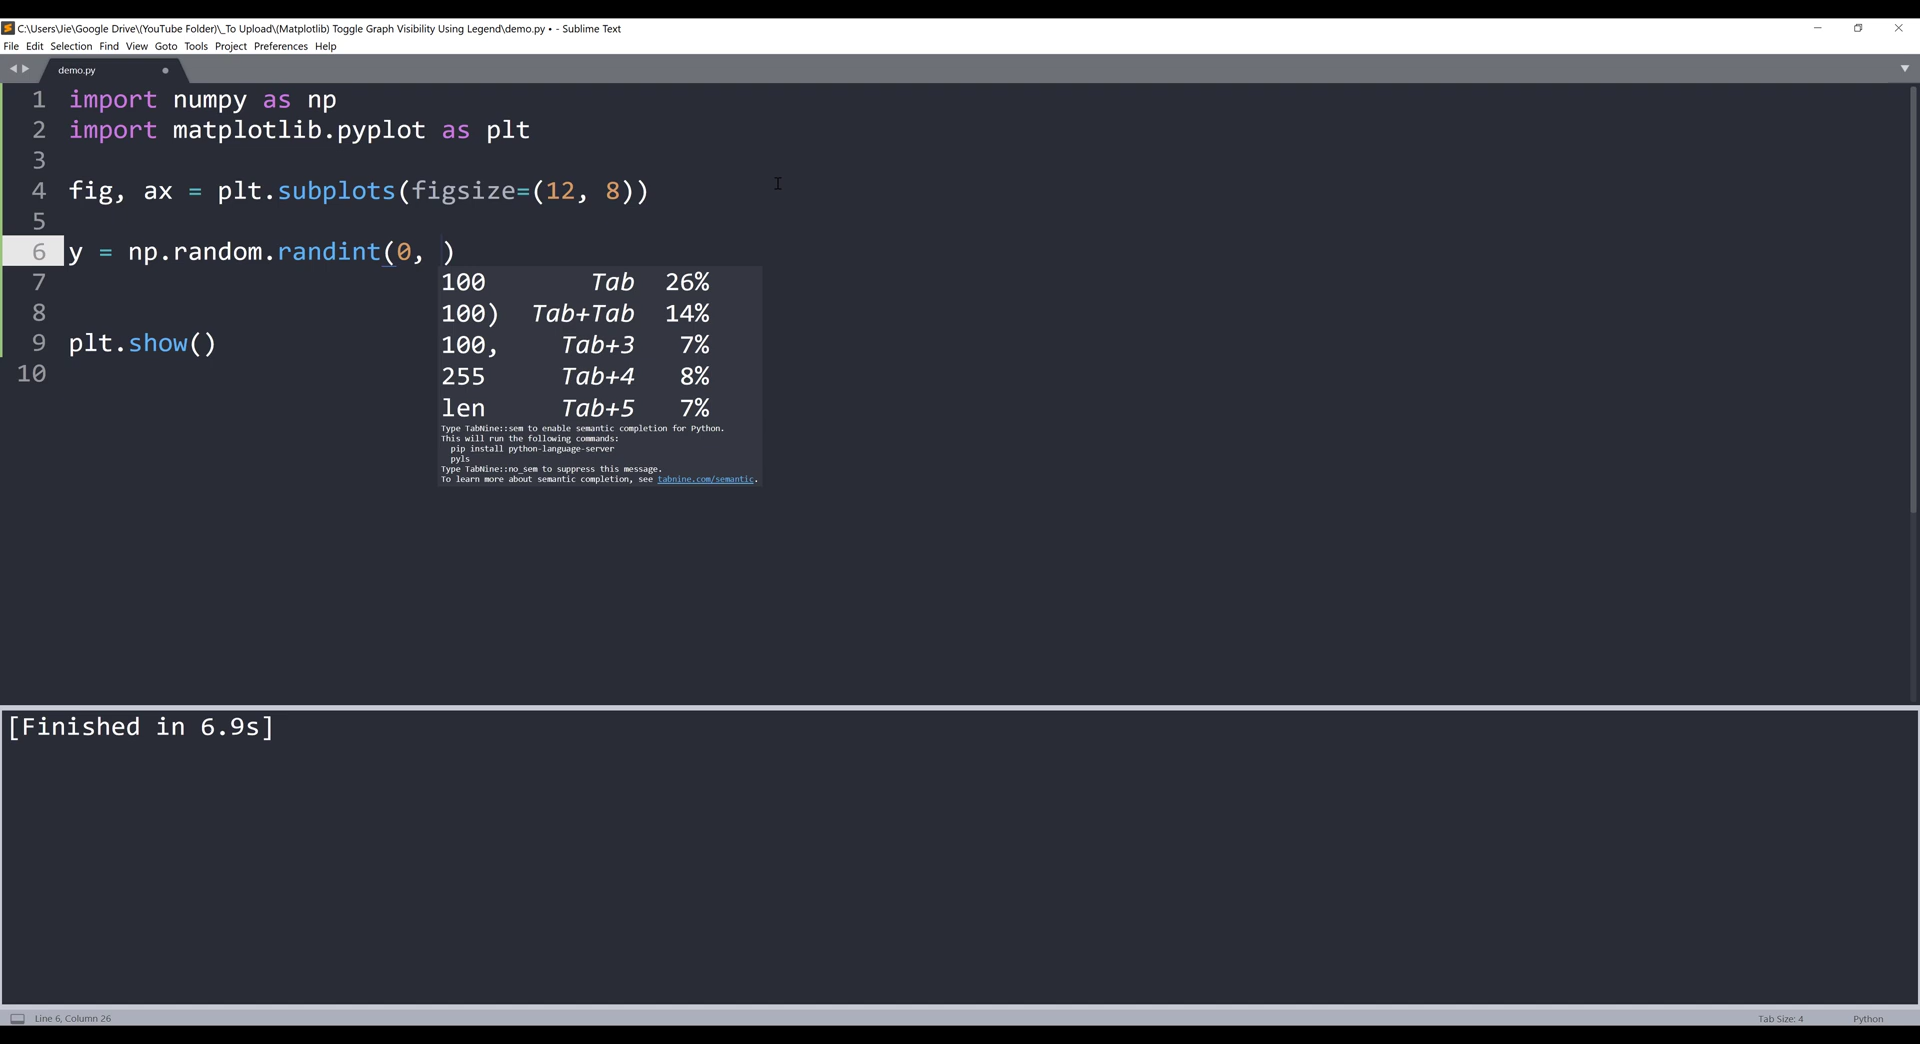 C:\Users\Jie\Google Drive\(YouTube Folder)\_To Upload\(Matplotlib) Toggle Graph Visibility Using Legend\demo.py • - Sublime Text
File Edit Selection Find View Goto Tools Project Preferences Help
demo.py
1 import numpy as np
2 import matplotlib.pyplot as plt
3
4 fig, ax = plt.subplots(figsize=(12, 8))
5
6 y = np.random.randint(0, )
100 Tab 26%
7
100) Tab+Tab 14%
8
100, Tab+3 7%
9 plt.show()
255 Tab+4 8%
10
len Tab+5 7%
Type TabNine::sem to enable semantic completion for Python.
This will run the following commands:
pip install python-language-server
pyls
Type TabNine::no_sem to suppress this message.
To learn more about semantic completion, see tabnine.com/semantic.
[Finished in 6.9s]
Line 6, Column 26
Tab Size: 4
Python